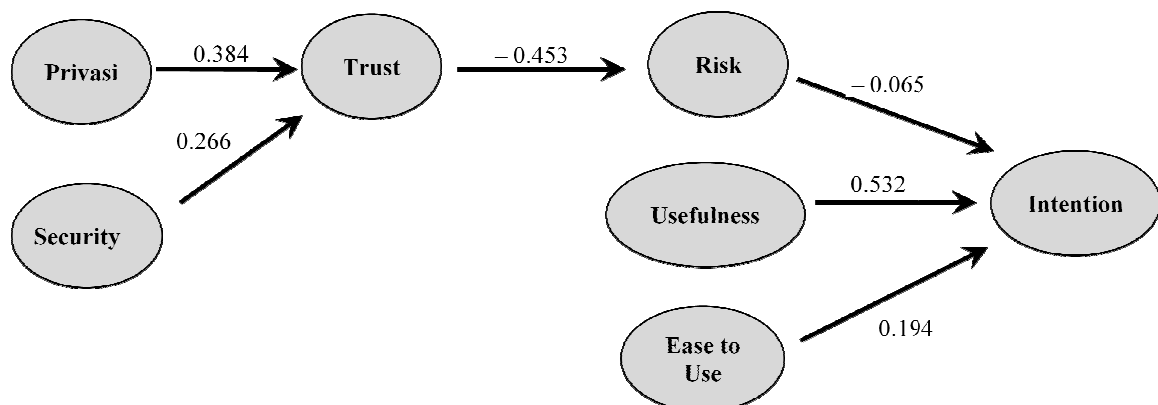 Privasi
0.384
Trust
– 0.453
Risk
– 0.065
0.266
Security
Usefulness
0.532
Intention
Ease to
Use
0.194